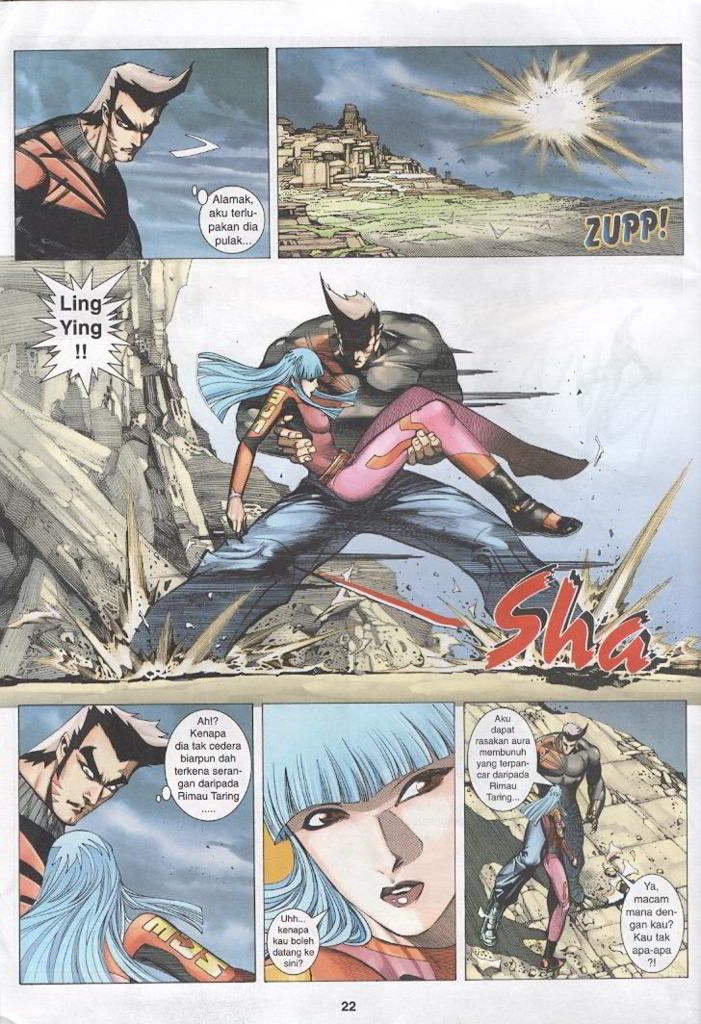 Alamak,
aku terlu-
pakan dia
pulak...
ZUPP!
Ling
Ying
!!
Sha
Ah!?
Kenapa
dia tak cedera
biarpun dah
terkena seran-
gan daripada
Rimau Taring
.....
Uhh...
kenapa
kau boleh
datang ke
sini?
Aku
dapat
rasakan aura
membunuh
yang terpan-
car daripada
Rimau
Taring...
Ya,
macam
mana den-
gan kau?
Kau tak
apa-apa
?!
22